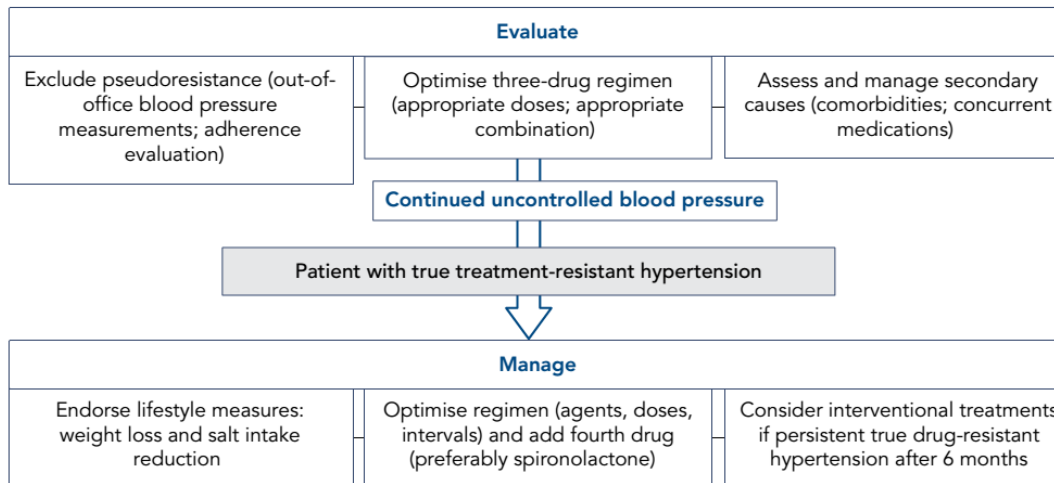 Evaluate
Exclude pseudoresistance (out-of-
office blood pressure
measurements; adherence
evaluation)
Optimise three-drug regimen
(appropriate doses; appropriate
combination)
Assess and manage secondary
causes (comorbidities; concurrent
medications)
Continued uncontrolled blood pressure
Patient with true treatment-resistant hypertension
Manage
Endorse lifestyle measures:
weight loss and salt intake
reduction
Optimise regimen (agents, doses,
intervals) and add fourth drug
(preferably spironolactone)
Consider interventional treatments
if persistent true drug-resistant
hypertension after 6 months